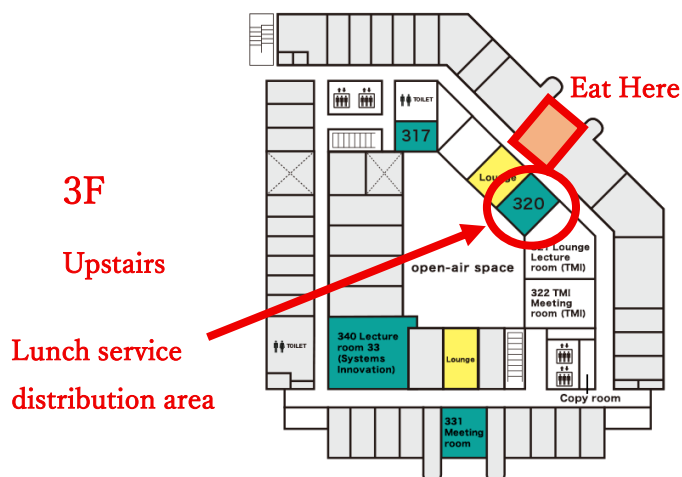 Eat Here
TOILET
317
3F
Lounge
320
Upstairs
Lounge
Lecture
room (TMI)
open-air space
322 TMI
Meeting
room (TMI)
Lunch service
distribution area
TOILET
340 Lecture
room 33
(Systems
Innovation)
Lounge
Copy room
331
Meeting
room